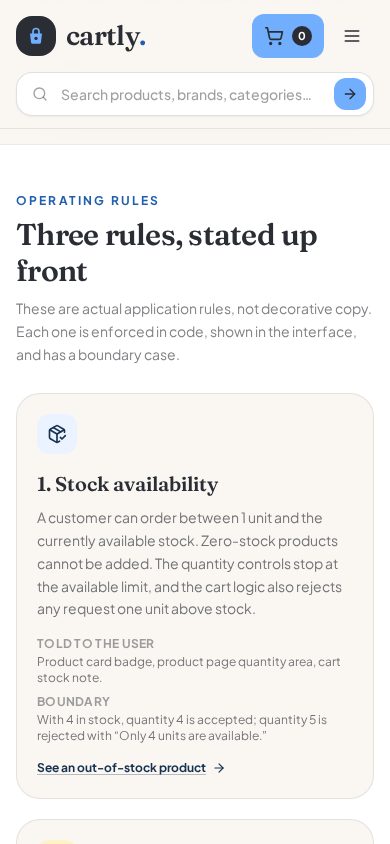 cartly.
0
Search products, brands, categories...
OPERATING RULES
Three rules, stated up
front
These are actual application rules, not decorative copy.
Each one is enforced in code, shown in the interface,
and has a boundary case.
1. Stock availability
A customer can order between 1 unit and the
currently available stock. Zero-stock products
cannot be added. The quantity controls stop at
the available limit, and the cart logic also rejects
any request one unit above stock.
TOLD TO THE USER
Product card badge, product page quantity area, cart
stock note.
BOUNDARY
With 4 in stock, quantity 4 is accepted; quantity 5 is
rejected with “Only 4 units are available.”
See an out-of-stock product